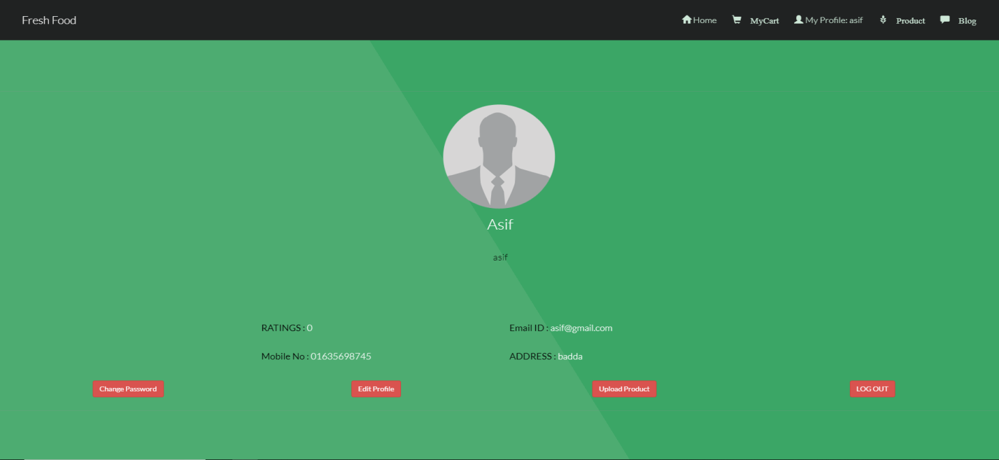 Fresh Food
Home MyCart My Profile: asif Product Blog
Asif
asif
RATINGS : 0 Email ID : asif@gmail.com
Mobile No : 01635698745 ADDRESS : badda
Change Password Edit Profile Upload Product LOG OUT